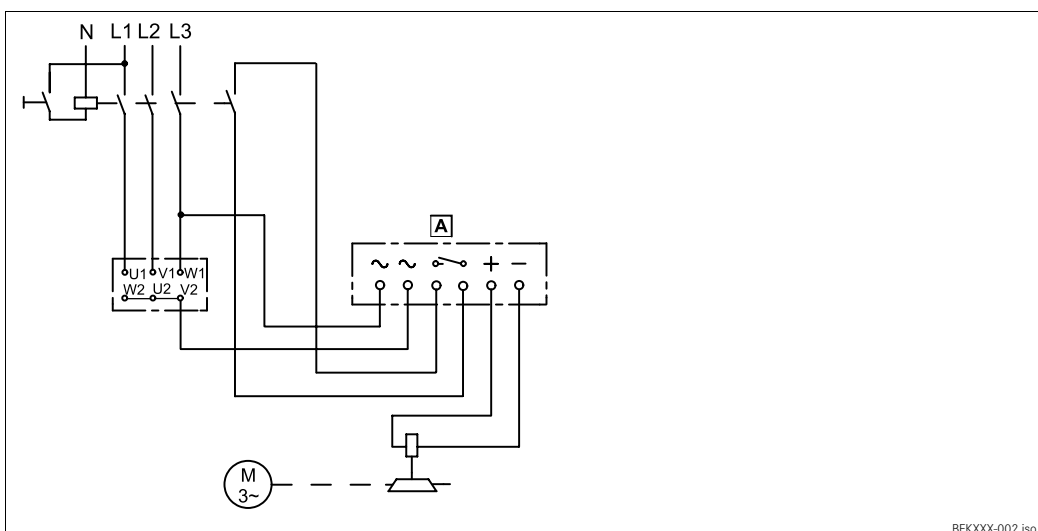 N L1 L2 L3
A
U1 V1 W1
W2 U2 V2
∼ ∼ + −
M
3~
BEKXXX-002.iso